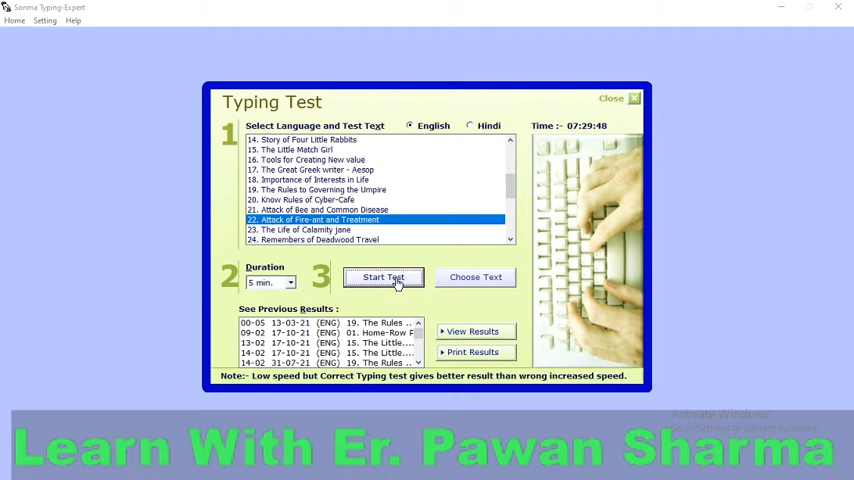 Sonma Typing-Expert
Home Setting Help
Typing Test
Close
1 Select Language and Test Text English Hindi Time :- 07:29:48
14. Story of Four Little Rabbits
15. The Little Match Girl
16. Tools for Creating New value
17. The Great Greek writer - Aesop
18. Importance of Interests in Life
19. The Rules to Governing the Umpire
20. Know Rules of Cyber-Cafe
21. Attack of Bee and Common Disease
22. Attack of Fire-ant and Treatment
23. The Life of Calamity jane
24. Remembers of Deadwood Travel
2 Duration 3 Start Test Choose Text
5 min.
See Previous Results :
00-05 13-03-21 (ENG) 19. The Rules ..
09-02 17-10-21 (ENG) 01. Home-Row P
13-02 17-10-21 (ENG) 15. The Little....
14-02 17-10-21 (ENG) 15. The Little....
14-02 31-07-21 (ENG) 19. The Rules ..
View Results
Print Results
Note:- Low speed but Correct Typing test gives better result than wrong increased speed.
Activate Windows
Go to Settings to activate Windows.
Learn With Er. Pawan Sharma